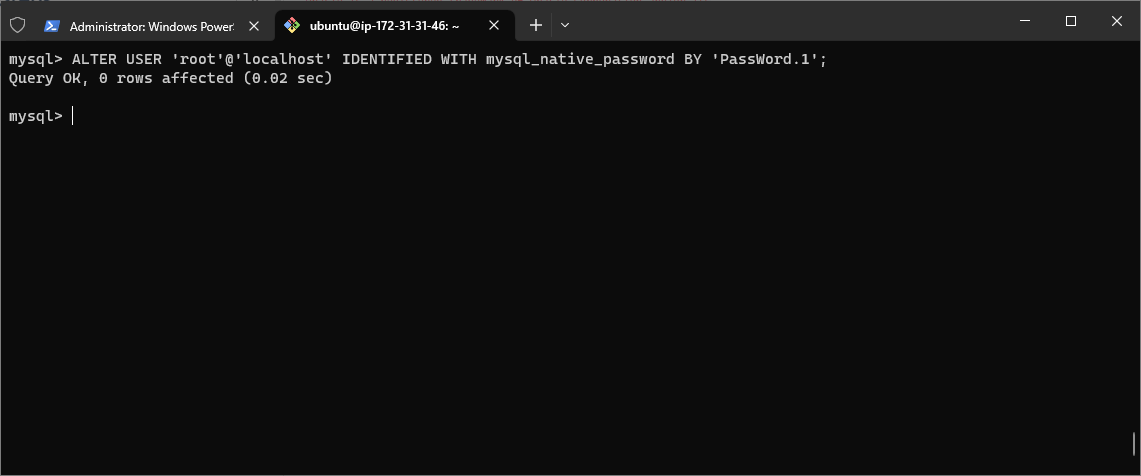 Administrator: Windows Power
ubuntu@ip-172-31-31-46: ~
mysql> ALTER USER 'root'@'localhost' IDENTIFIED WITH mysql_native_password BY 'PassWord.1';
Query OK, 0 rows affected (0.02 sec)
mysql>